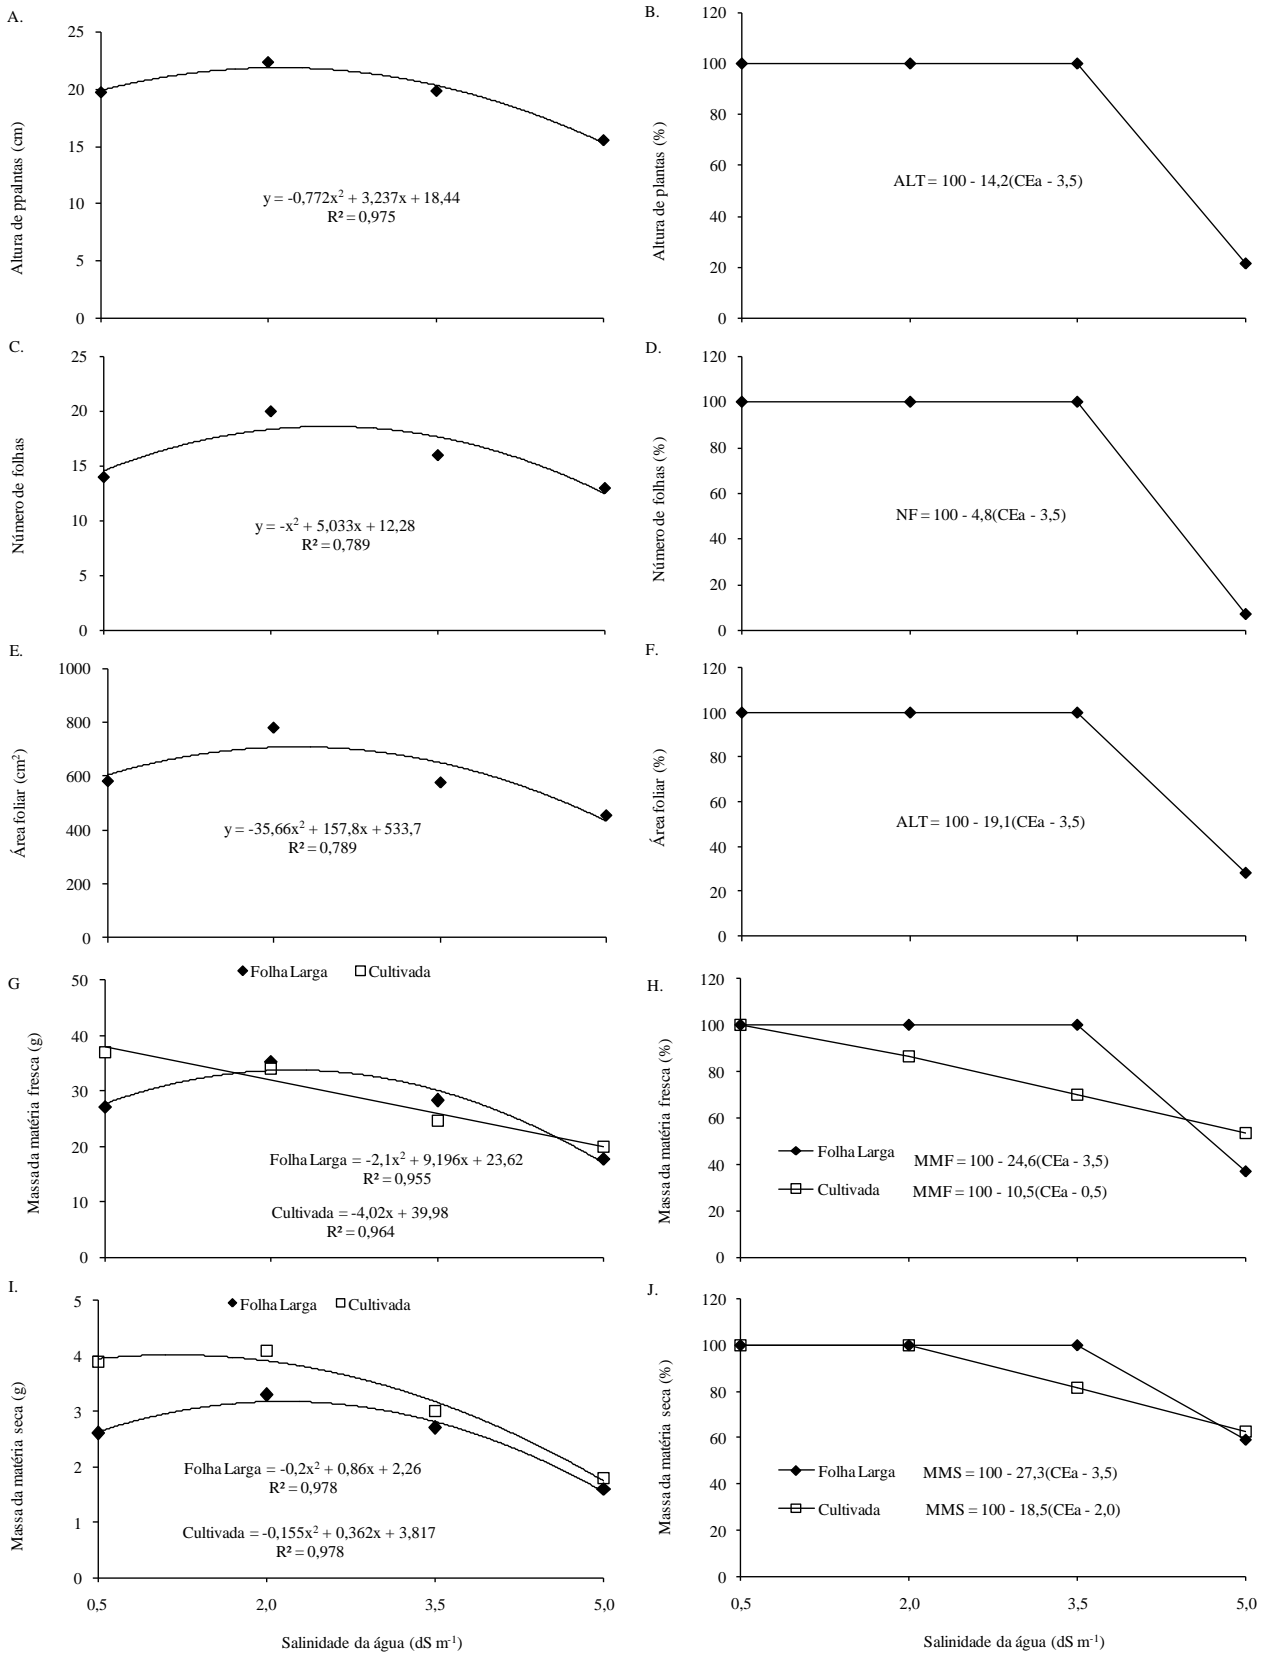 A.
25
20
15
10
5
0
Altura de ppalntas (cm)
y = -0,772x² + 3,237x + 18,44
R² = 0,975
B.
120
100
80
60
40
20
0
Altura de plantas (%)
ALT = 100 - 14,2(CEa - 3,5)
C.
25
20
15
10
5
0
Número de folhas
y = -x² + 5,033x + 12,28
R² = 0,789
D.
120
100
80
60
40
20
0
Número de folhas (%)
NF = 100 - 4,8(CEa - 3,5)
E.
1000
800
600
400
200
0
Área foliar (cm²)
y = -35,66x² + 157,8x + 533,7
R² = 0,789
F.
120
100
80
60
40
20
0
Área foliar (%)
ALT = 100 - 19,1(CEa - 3,5)
G
Folha Larga Cultivada
50
40
30
20
10
0
Massa da matéria fresca (g)
Folha Larga = -2,1x² + 9,196x + 23,62
R² = 0,955
Cultivada = -4,02x + 39,98
R² = 0,964
H.
120
100
80
60
40
20
0
Massa da matéria fresca (%)
Folha Larga MMF = 100 - 24,6(CEa - 3,5)
Cultivada MMF = 100 - 10,5(CEa - 0,5)
I.
Folha Larga Cultivada
5
4
3
2
1
0
Massa da matéria seca (g)
Folha Larga = -0,2x² + 0,86x + 2,26
R² = 0,978
Cultivada = -0,155x² + 0,362x + 3,817
R² = 0,978
0,5 2,0 3,5 5,0
Salinidade da água (dS m⁻¹)
J.
120
100
80
60
40
20
0
Massa da matéria seca (%)
Folha Larga MMS = 100 - 27,3(CEa - 3,5)
Cultivada MMS = 100 - 18,5(CEa - 2,0)
0,5 2,0 3,5 5,0
Salinidade da água (dS m⁻¹)